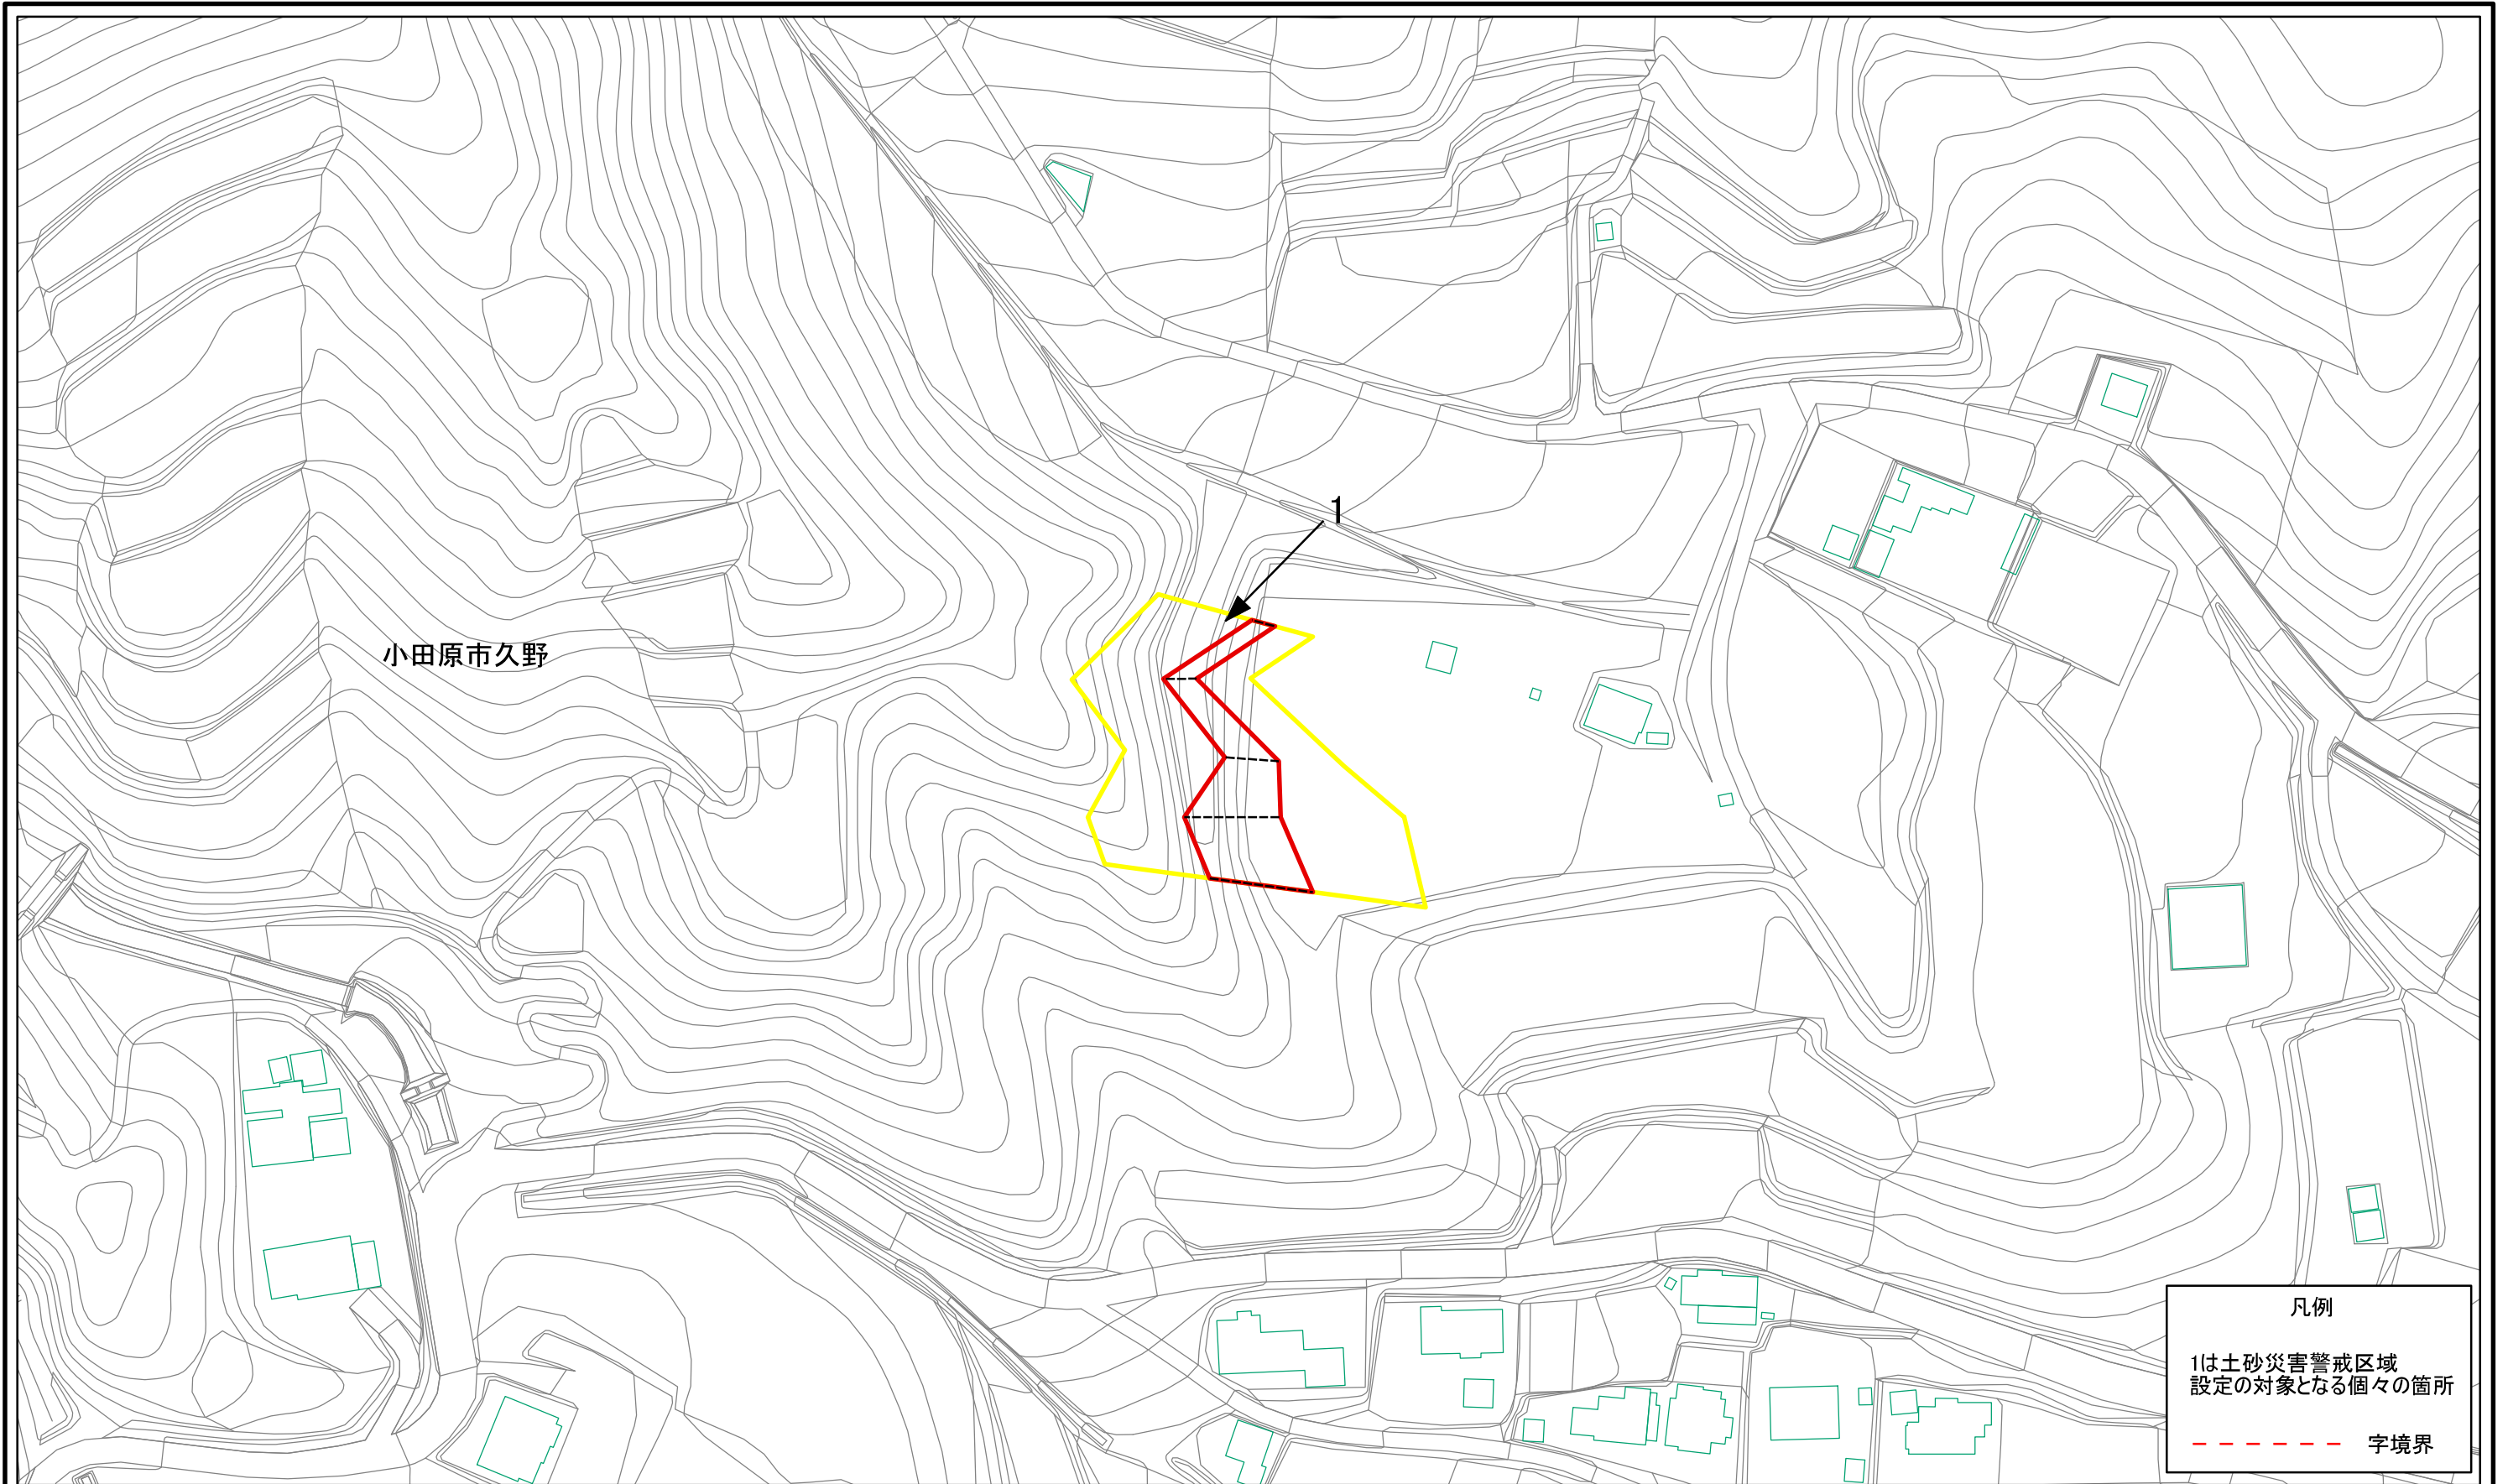 1
小田原市久野
凡例
1は土砂災害警戒区域
設定の対象となる個々の箇所
字境界